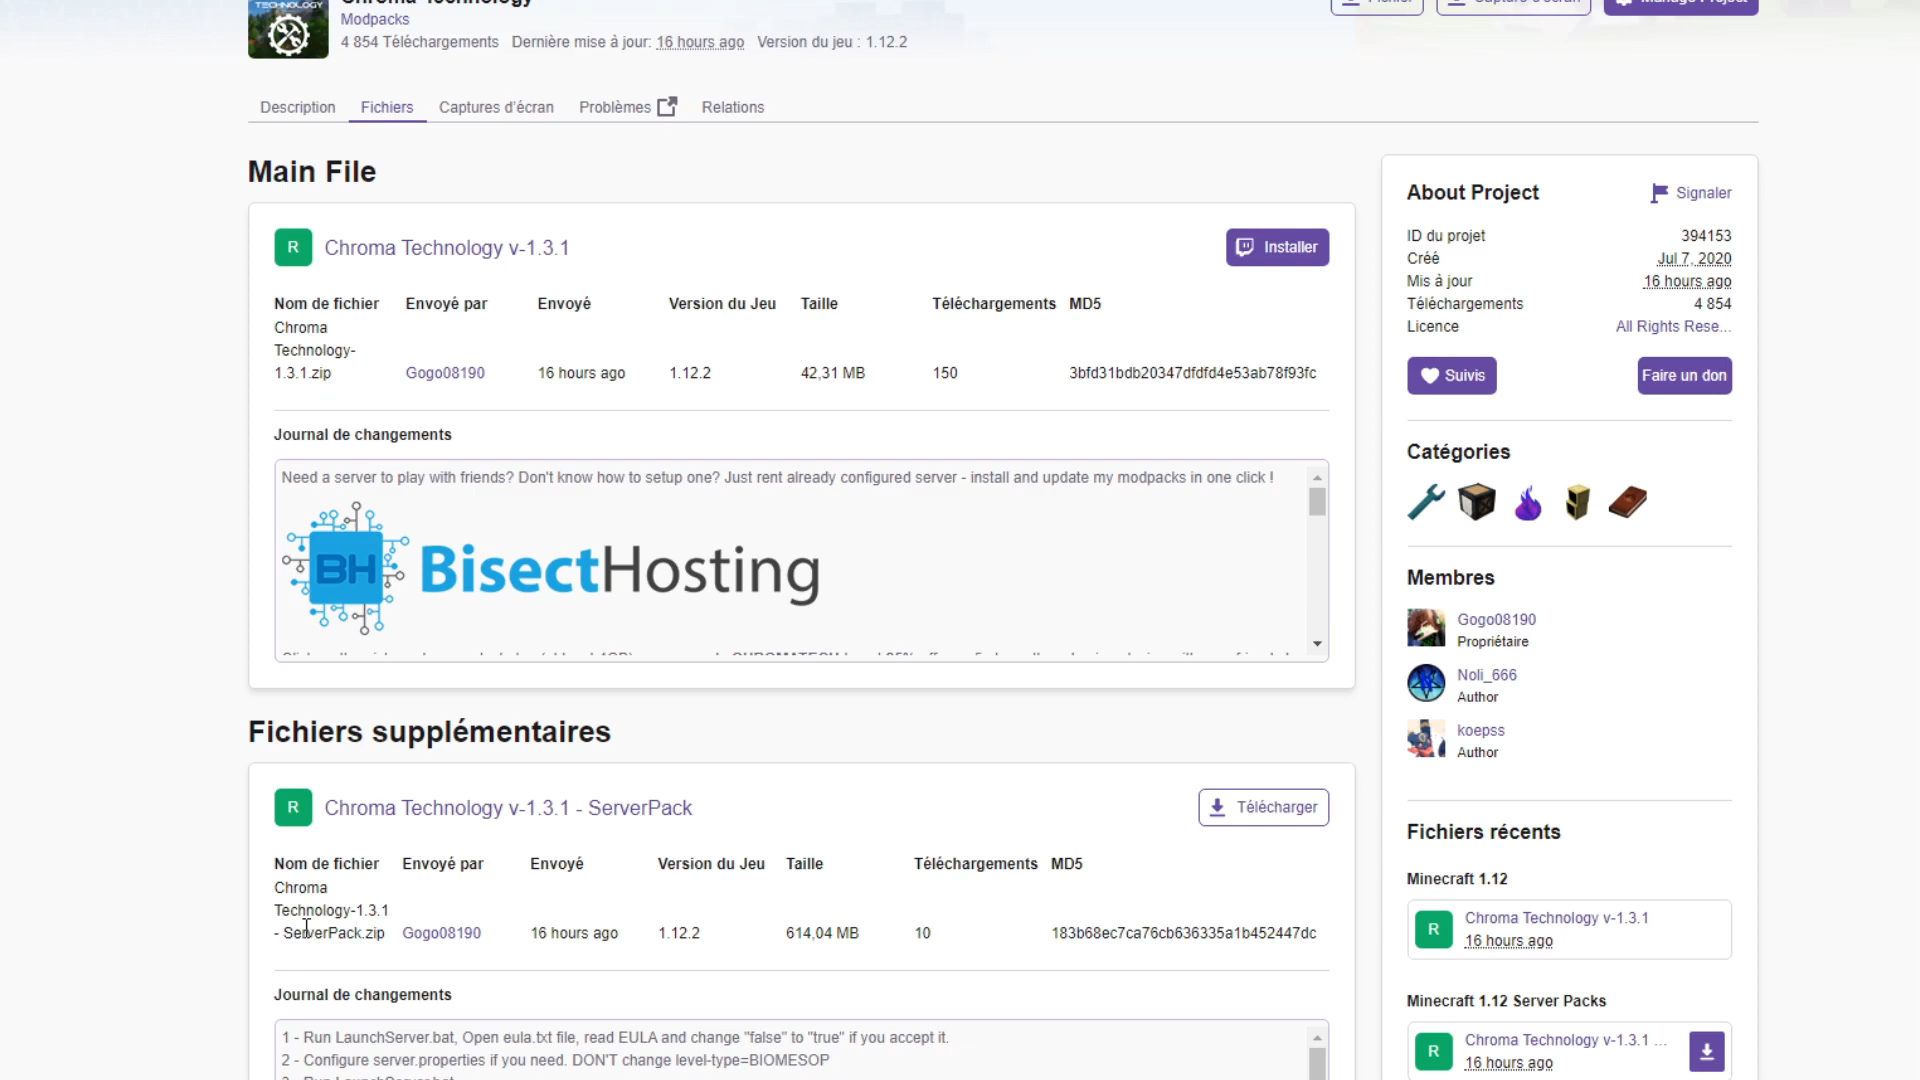 TECHNOLOGY
Chroma Technology
Modpacks
4 854 Téléchargements Dernière mise à jour: 16 hours ago Version du jeu : 1.12.2
Fichier
Capture d'écran
Manage Project
Description Fichiers Captures d'écran Problèmes Relations
Main File
R Chroma Technology v-1.3.1
Installer
Nom de fichier Envoyé par Envoyé Version du Jeu Taille Téléchargements MD5
Chroma
Technology-
1.3.1.zip Gogo08190 16 hours ago 1.12.2 42,31 MB 150 3bfd31bdb20347dfdfd4e53ab78f93fc
Journal de changements
Need a server to play with friends? Don't know how to setup one? Just rent already configured server - install and update my modpacks in one click !
BH BisectHosting
Fichiers supplémentaires
R Chroma Technology v-1.3.1 - ServerPack
Télécharger
Nom de fichier Envoyé par Envoyé Version du Jeu Taille Téléchargements MD5
Chroma
Technology-1.3.1
- ServerPack.zip Gogo08190 16 hours ago 1.12.2 614,04 MB 10 183b68ec7ca76cb636335a1b452447dc
Journal de changements
1 - Run LaunchServer.bat, Open eula.txt file, read EULA and change "false" to "true" if you accept it.
2 - Configure server.properties if you need. DON'T change level-type=BIOMESOP
About Project Signaler
ID du projet 394153
Créé Jul 7, 2020
Mis à jour 16 hours ago
Téléchargements 4 854
Licence All Rights Rese...
Suivis Faire un don
Catégories
Membres
Gogo08190
Propriétaire
Noli_666
Author
koepss
Author
Fichiers récents
Minecraft 1.12
R Chroma Technology v-1.3.1
16 hours ago
Minecraft 1.12 Server Packs
R Chroma Technology v-1.3.1 ...
16 hours ago